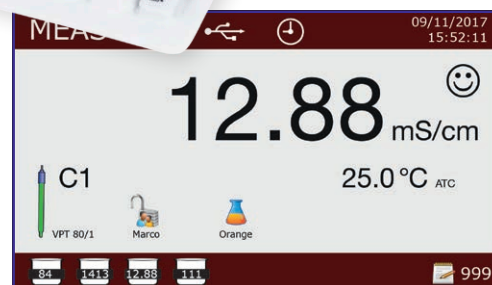 09/11/2017
15:52:11
12.88 mS/cm
C1
25.0 °C ATC
VPT 80/1
Marco
Orange
84
1413
12.88
111
999